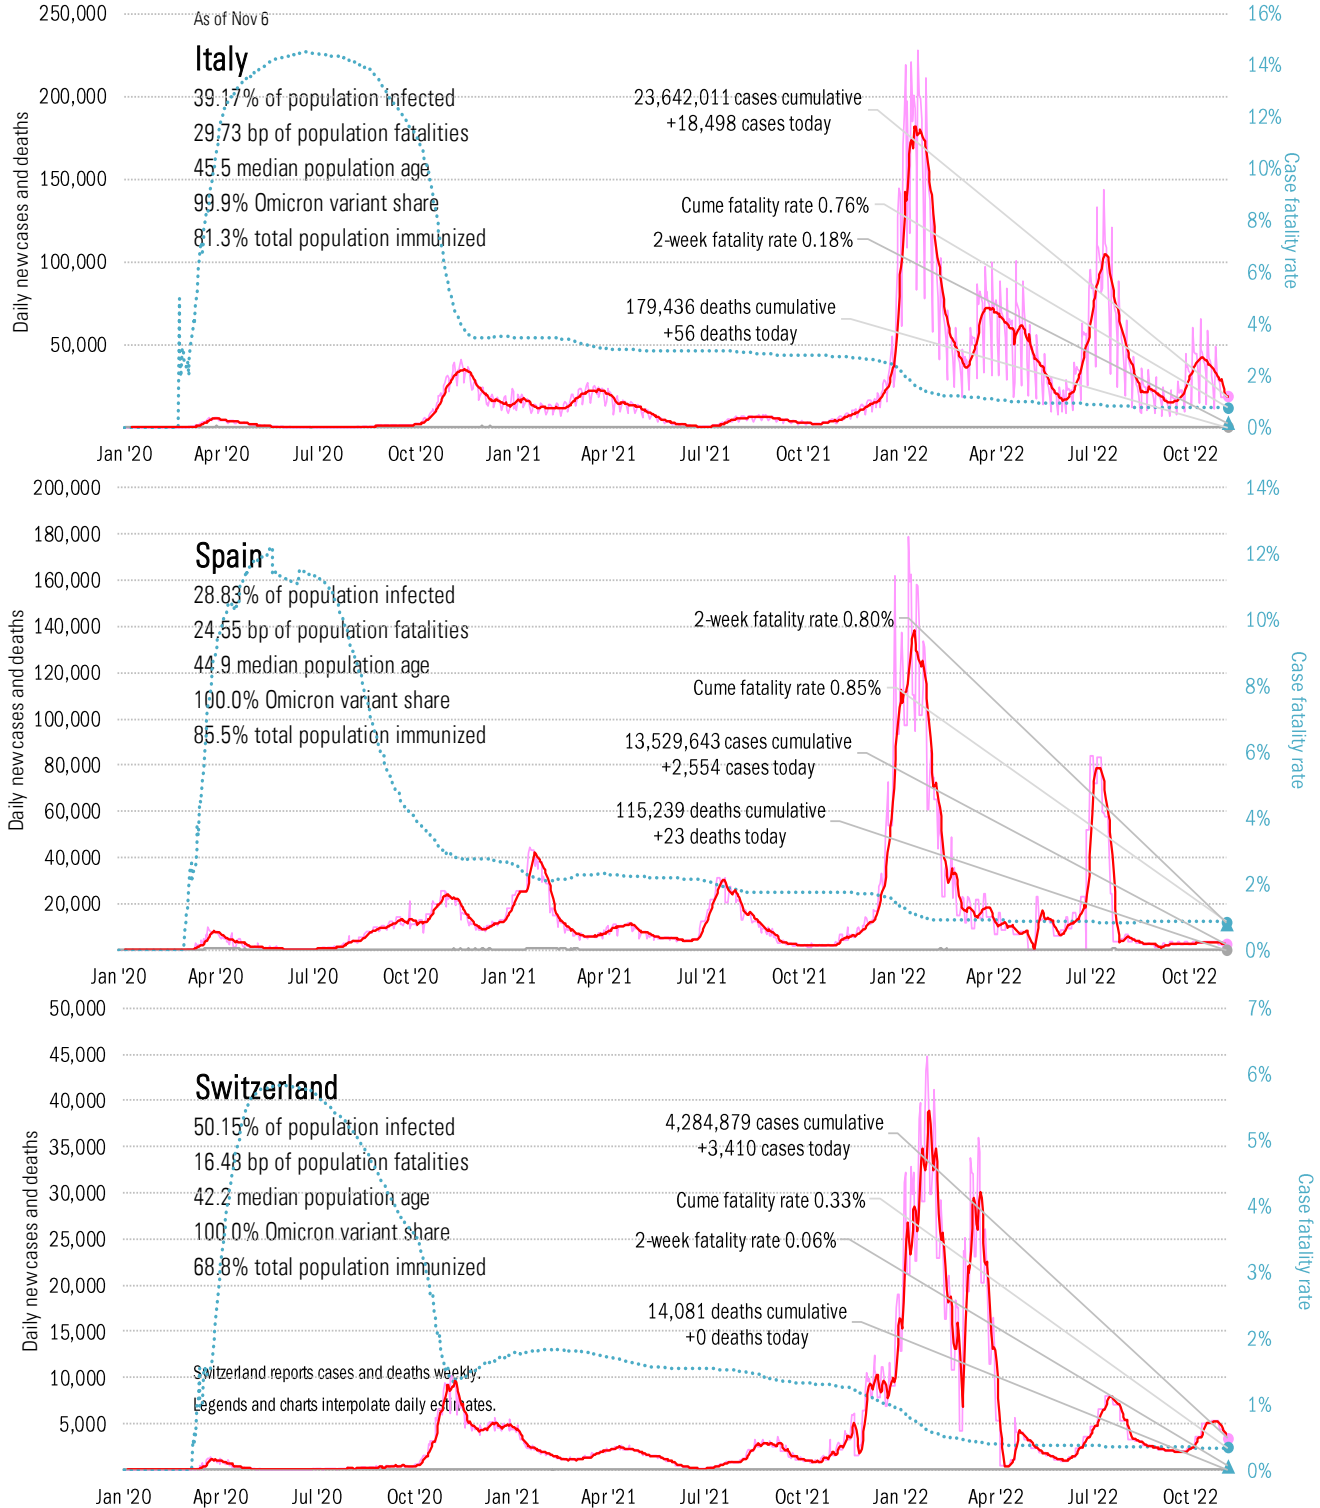 As of Nov 6
Italy
39.17% of population infected
29.73 bp of population fatalities
45.5 median population age
99.9% Omicron variant share
81.3% total population immunized
23,642,011 cases cumulative
+18,498 cases today
Cume fatality rate 0.76%
2-week fatality rate 0.18%
179,436 deaths cumulative
+56 deaths today
Daily new cases and deaths
250,000
200,000
150,000
100,000
50,000
Case fatality rate
16%
14%
12%
10%
8%
6%
4%
2%
0%
Jan '20 Apr '20 Jul '20 Oct '20 Jan '21 Apr '21 Jul '21 Oct '21 Jan '22 Apr '22 Jul '22 Oct '22
Spain
28.83% of population infected
24.55 bp of population fatalities
44.9 median population age
100.0% Omicron variant share
85.5% total population immunized
2-week fatality rate 0.80%
Cume fatality rate 0.85%
13,529,643 cases cumulative
+2,554 cases today
115,239 deaths cumulative
+23 deaths today
Daily new cases and deaths
200,000
180,000
160,000
140,000
120,000
100,000
80,000
60,000
40,000
20,000
Case fatality rate
14%
12%
10%
8%
6%
4%
2%
0%
Jan '20 Apr '20 Jul '20 Oct '20 Jan '21 Apr '21 Jul '21 Oct '21 Jan '22 Apr '22 Jul '22 Oct '22
Switzerland
50.15% of population infected
16.48 bp of population fatalities
42.2 median population age
100.0% Omicron variant share
68.8% total population immunized
Switzerland reports cases and deaths weekly.
Legends and charts interpolate daily estimates.
4,284,879 cases cumulative
+3,410 cases today
Cume fatality rate 0.33%
2-week fatality rate 0.06%
14,081 deaths cumulative
+0 deaths today
Daily new cases and deaths
50,000
45,000
40,000
35,000
30,000
25,000
20,000
15,000
10,000
5,000
Case fatality rate
7%
6%
5%
4%
3%
2%
1%
0%
Jan '20 Apr '20 Jul '20 Oct '20 Jan '21 Apr '21 Jul '21 Oct '21 Jan '22 Apr '22 Jul '22 Oct '22